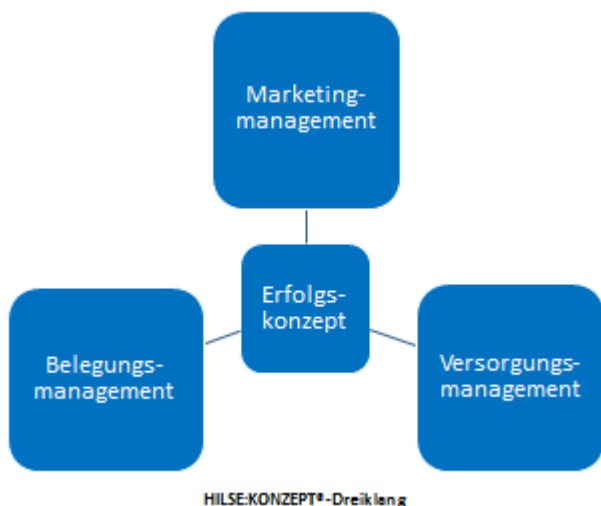 Marketing-
management
Erfolgs-
konzept
Belegungs-
management
Versorgungs-
management
HILSE:KONZEPT®-Dreiklang